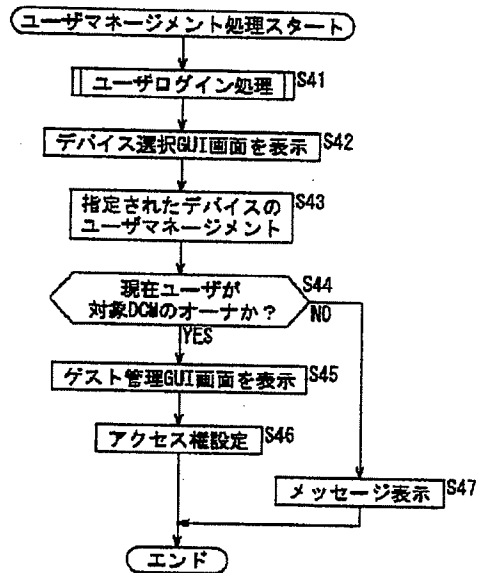 ユーザマネージメント処理スタート
ユーザログイン処理 S41
デバイス選択GUI画面を表示 S42
指定されたデバイスの S43
ユーザマネージメント
現在ユーザが S44
対象DCMのオーナか？ NO
YES
ゲスト管理GUI画面を表示 S45
アクセス権設定 S46
メッセージ表示 S47
エンド